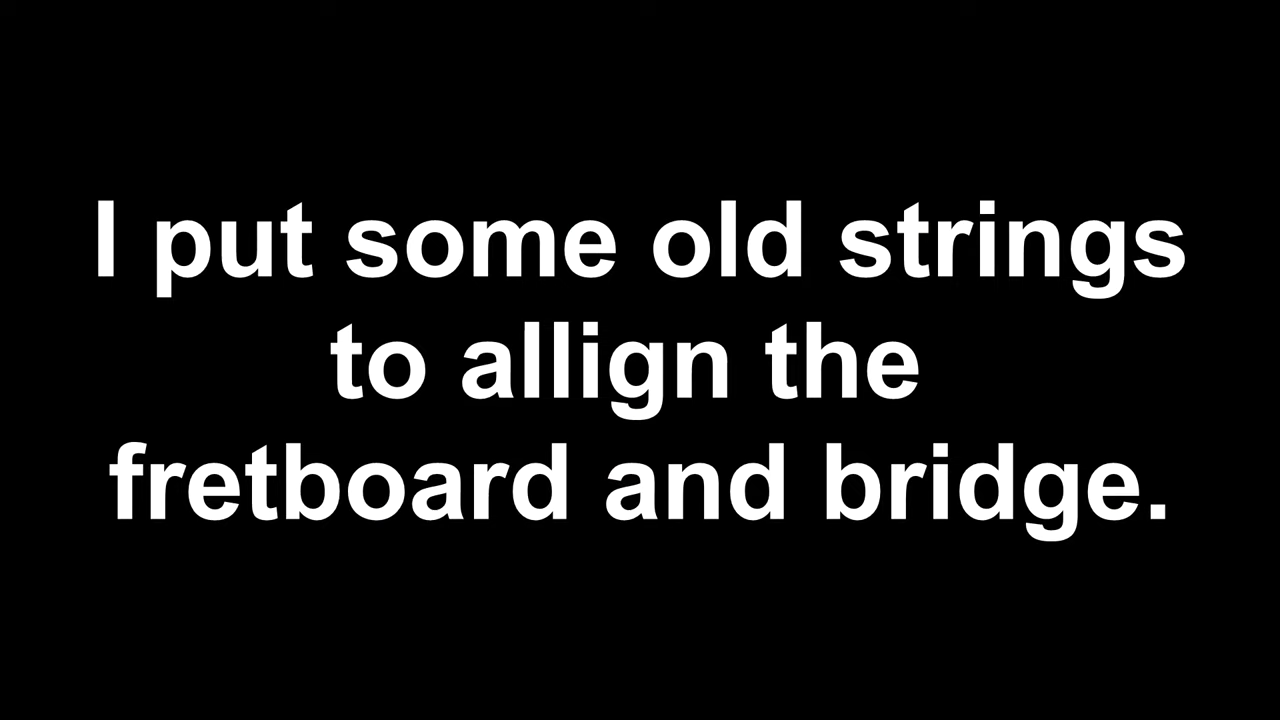 I put some old strings
to allign the
fretboard and bridge.